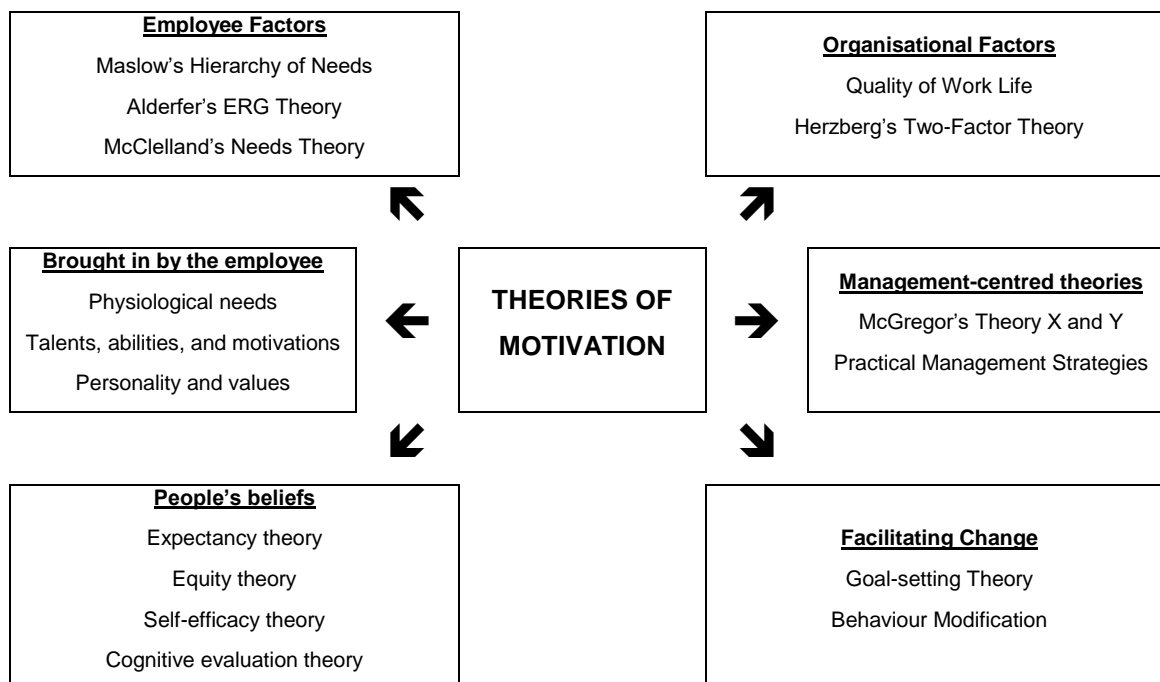 Employee Factors
Maslow’s Hierarchy of Needs
Alderfer’s ERG Theory
McClelland’s Needs Theory
Organisational Factors
Quality of Work Life
Herzberg’s Two-Factor Theory
Brought in by the employee
Physiological needs
Talents, abilities, and motivations
Personality and values
THEORIES OF
MOTIVATION
Management-centred theories
McGregor’s Theory X and Y
Practical Management Strategies
People’s beliefs
Expectancy theory
Equity theory
Self-efficacy theory
Cognitive evaluation theory
Facilitating Change
Goal-setting Theory
Behaviour Modification